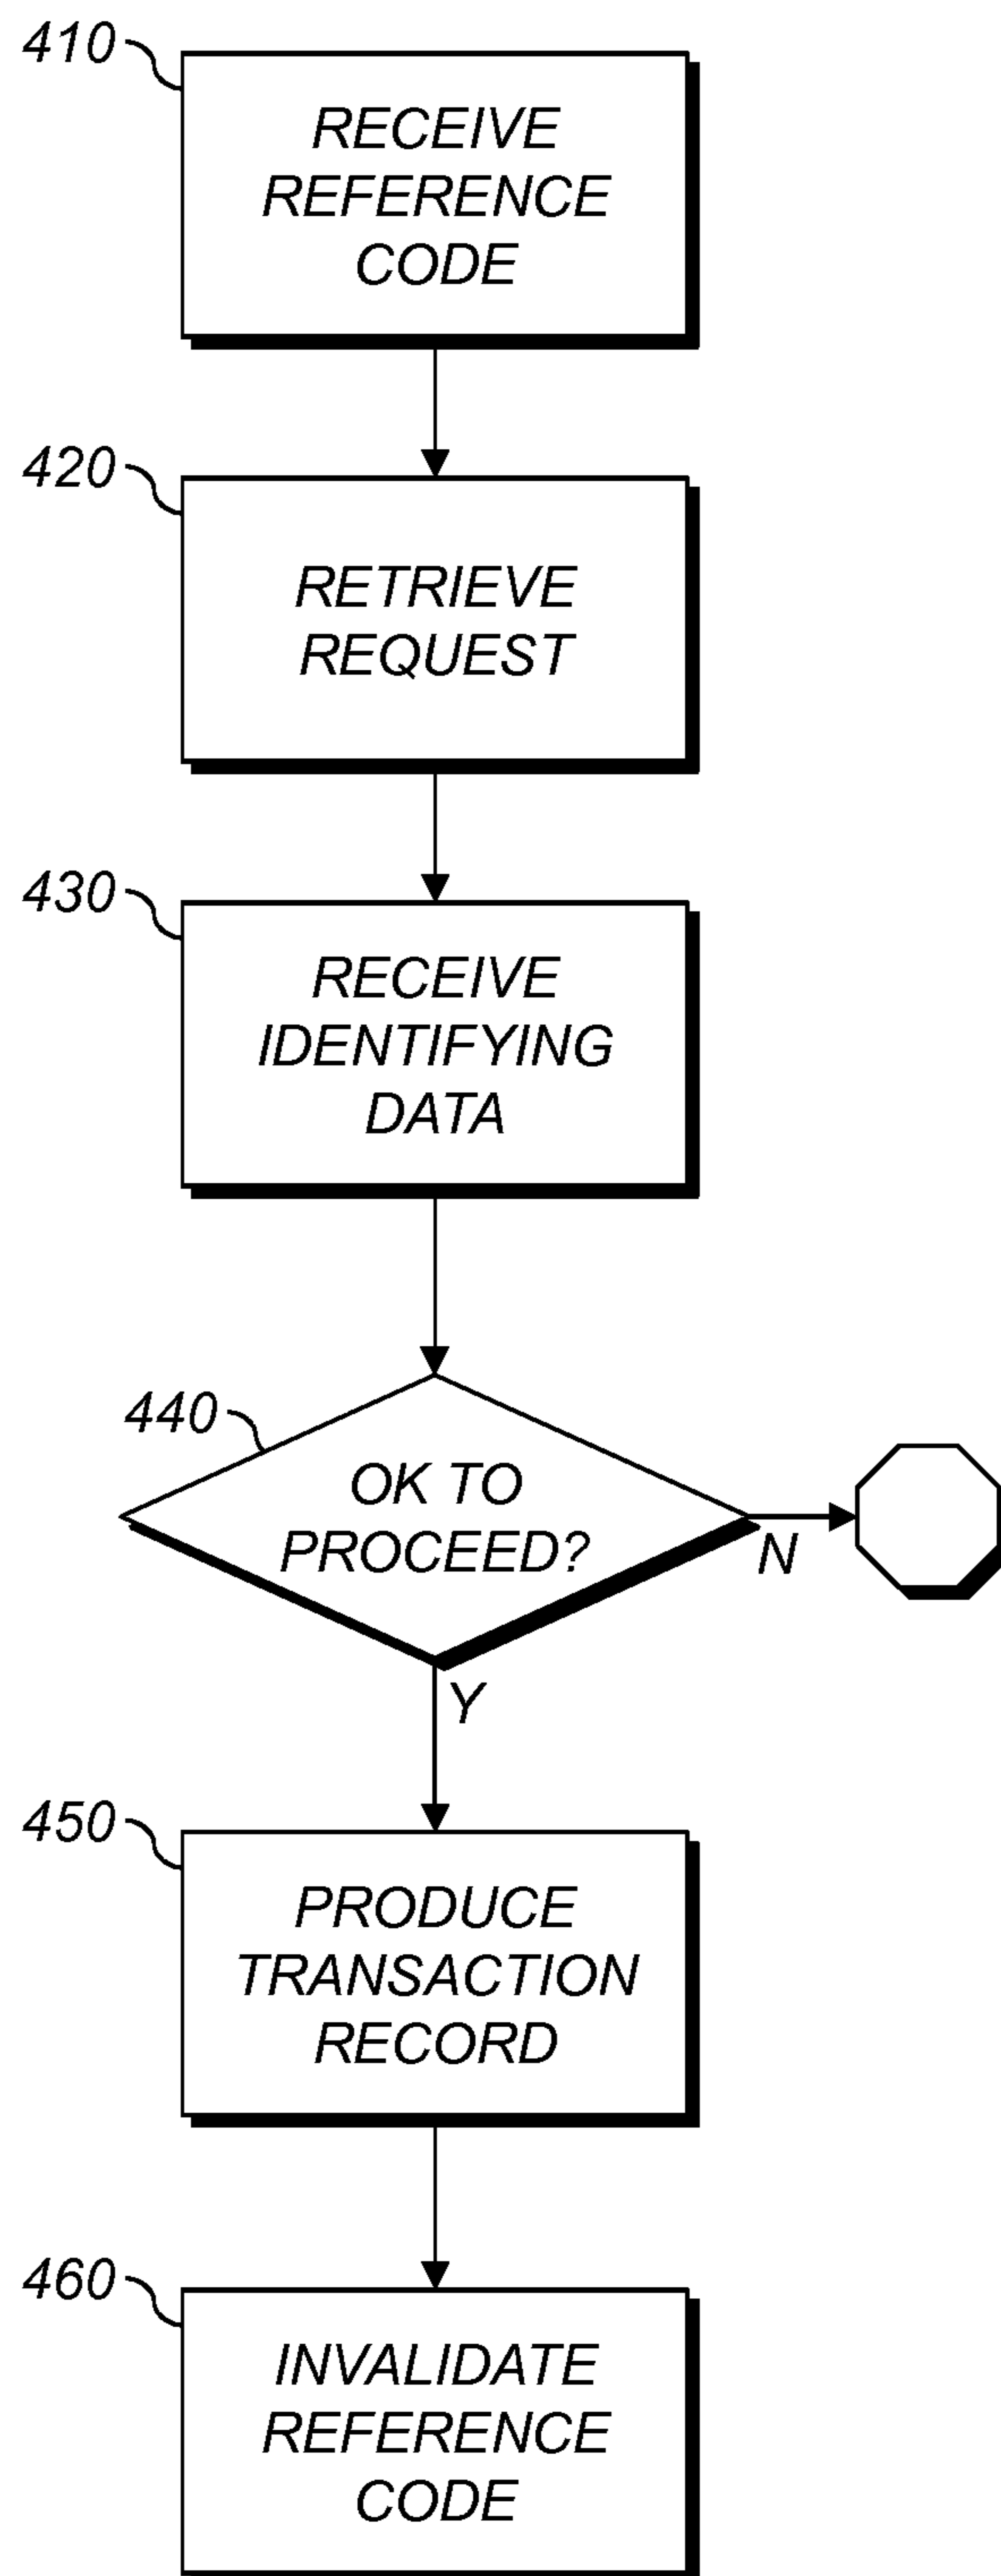 410
RECEIVE
REFERENCE
CODE
420
RETRIEVE
REQUEST
430
RECEIVE
IDENTIFYING
DATA
440
OK TO
PROCEED?
N
Y
450
PRODUCE
TRANSACTION
RECORD
460
INVALIDATE
REFERENCE
CODE